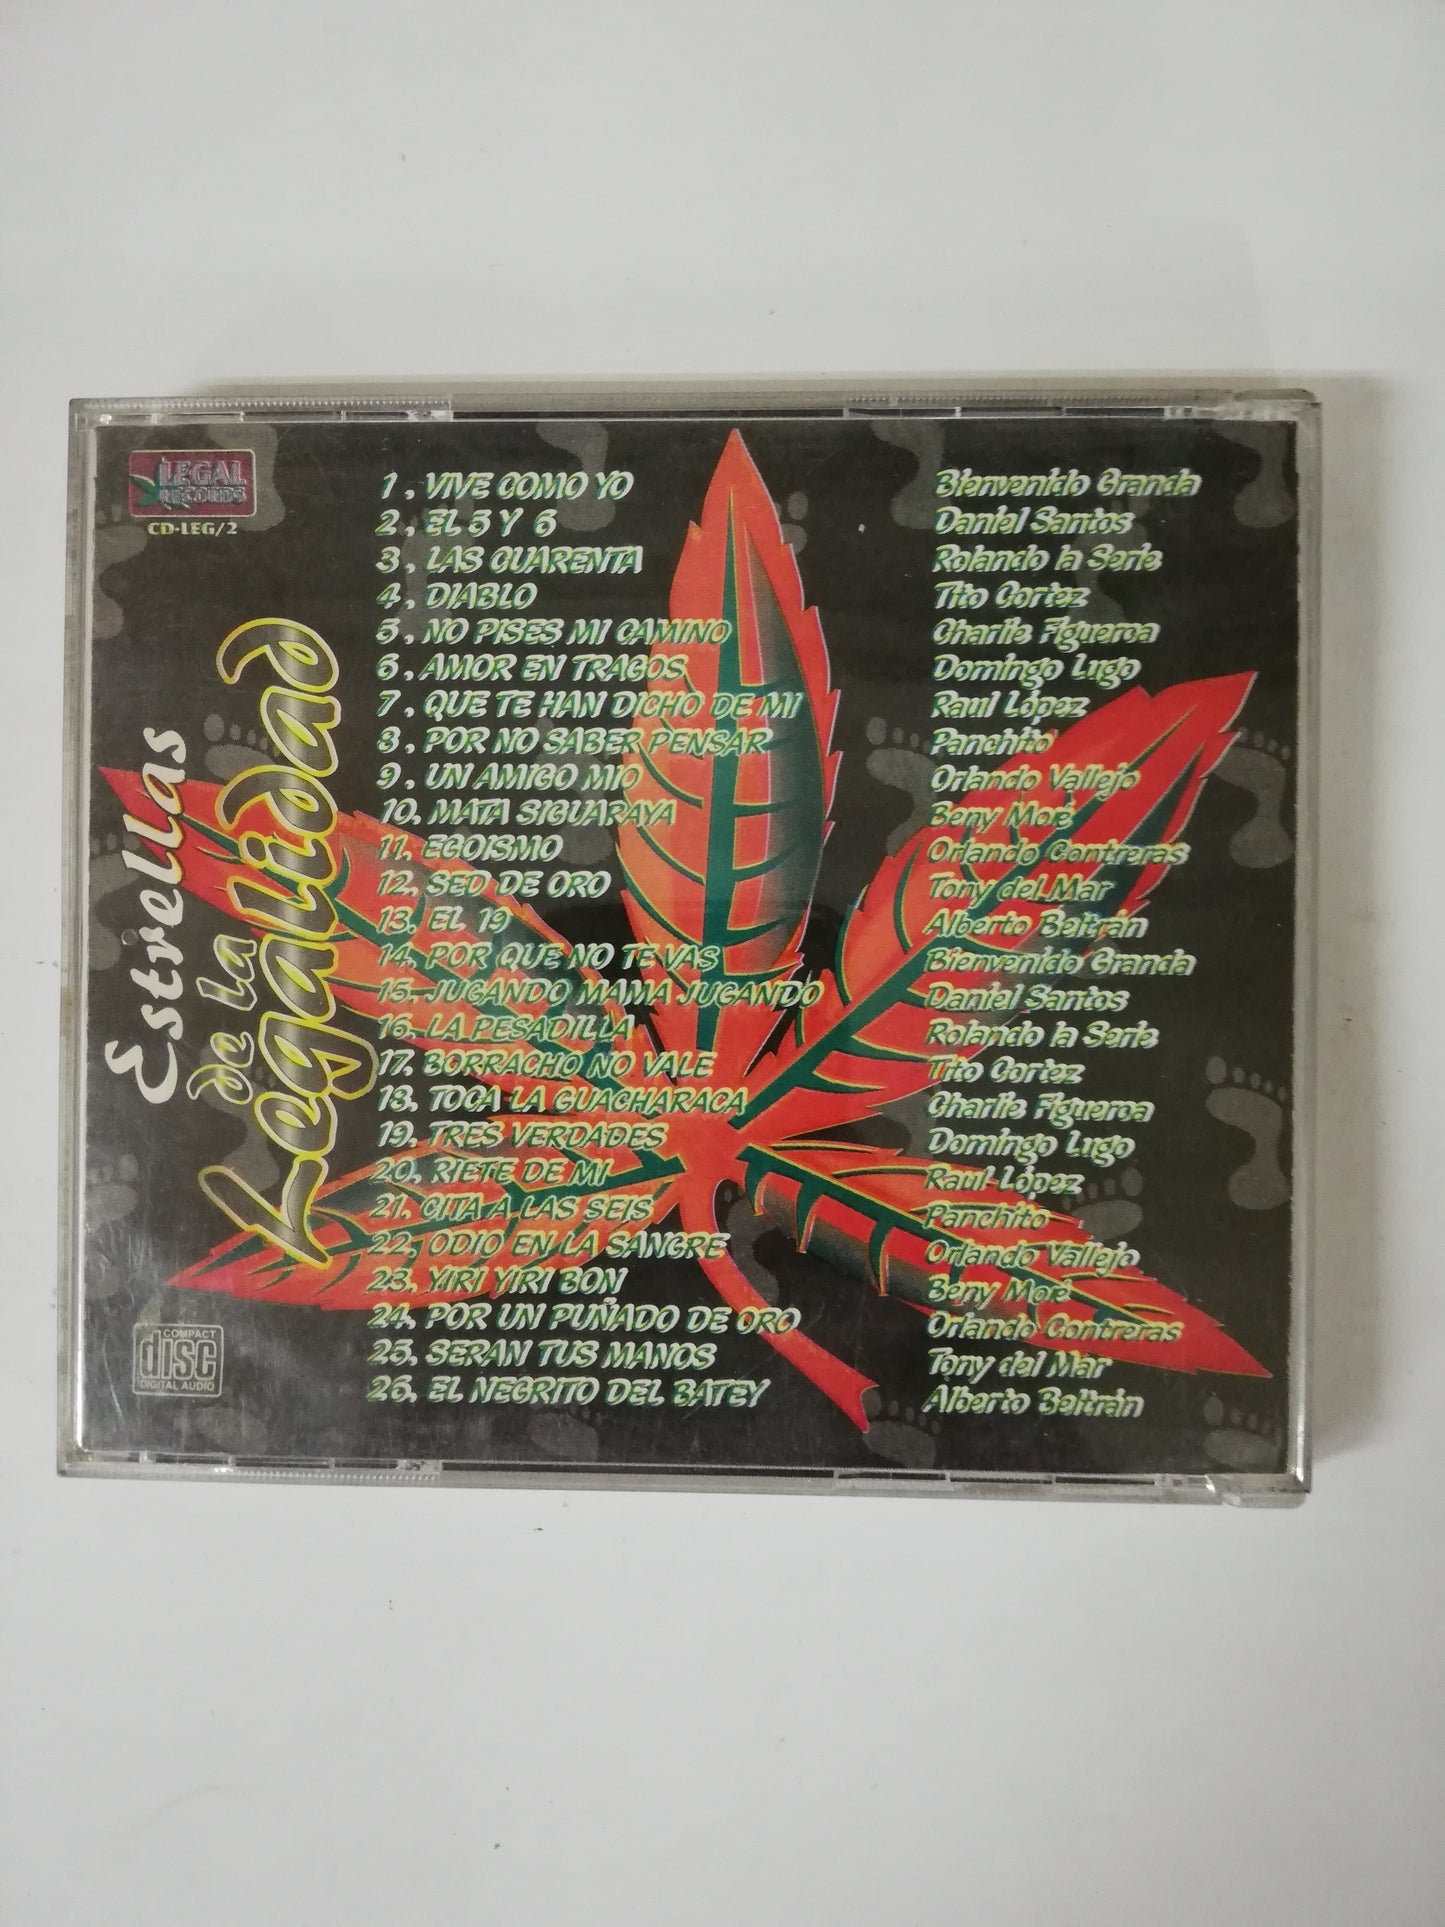 LEGAL
RECORDS
CD-LEG/2
Estrellas
de la
Legalidad
1. VIVE COMO YO Bienvenido Granda
2. EL 5 Y 6 Daniel Santos
3. LAS CUARENTA Rolando la Serie
4. DIABLO Tito Cortez
5. NO PISES MI CAMINO Charlie Figueroa
6. AMOR EN TRAGOS Domingo Lugo
7. QUE TE HAN DICHO DE MI Raul López
8. POR NO SABER PENSAR Panchito
9. UN AMIGO MIO Orlando Vallejo
10. MATA SIGUARAYA Beny Moré
11. EGOISMO Orlando Contreras
12. SED DE ORO Tony del Mar
13. EL 19 Alberto Beltrán
14. POR QUE NO TE VAS Bienvenido Granda
15. JUGANDO MAMA JUGANDO Daniel Santos
16. LA PESADILLA Rolando la Serie
17. BORRACHO NO VALE Tito Cortez
18. TOCA LA GUACHARACA Charlie Figueroa
19. TRES VERDADES Domingo Lugo
20. RIETE DE MI Raul López
21. CITA A LAS SEIS Panchito
22. ODIO EN LA SANGRE Orlando Vallejo
23. YIRI YIRI BON Beny Moré
24. POR UN PUÑADO DE ORO Orlando Contreras
25. SERAN TUS MANOS Tony del Mar
26. EL NEGRITO DEL BATEY Alberto Beltrán
COMPACT
disc
DIGITAL AUDIO